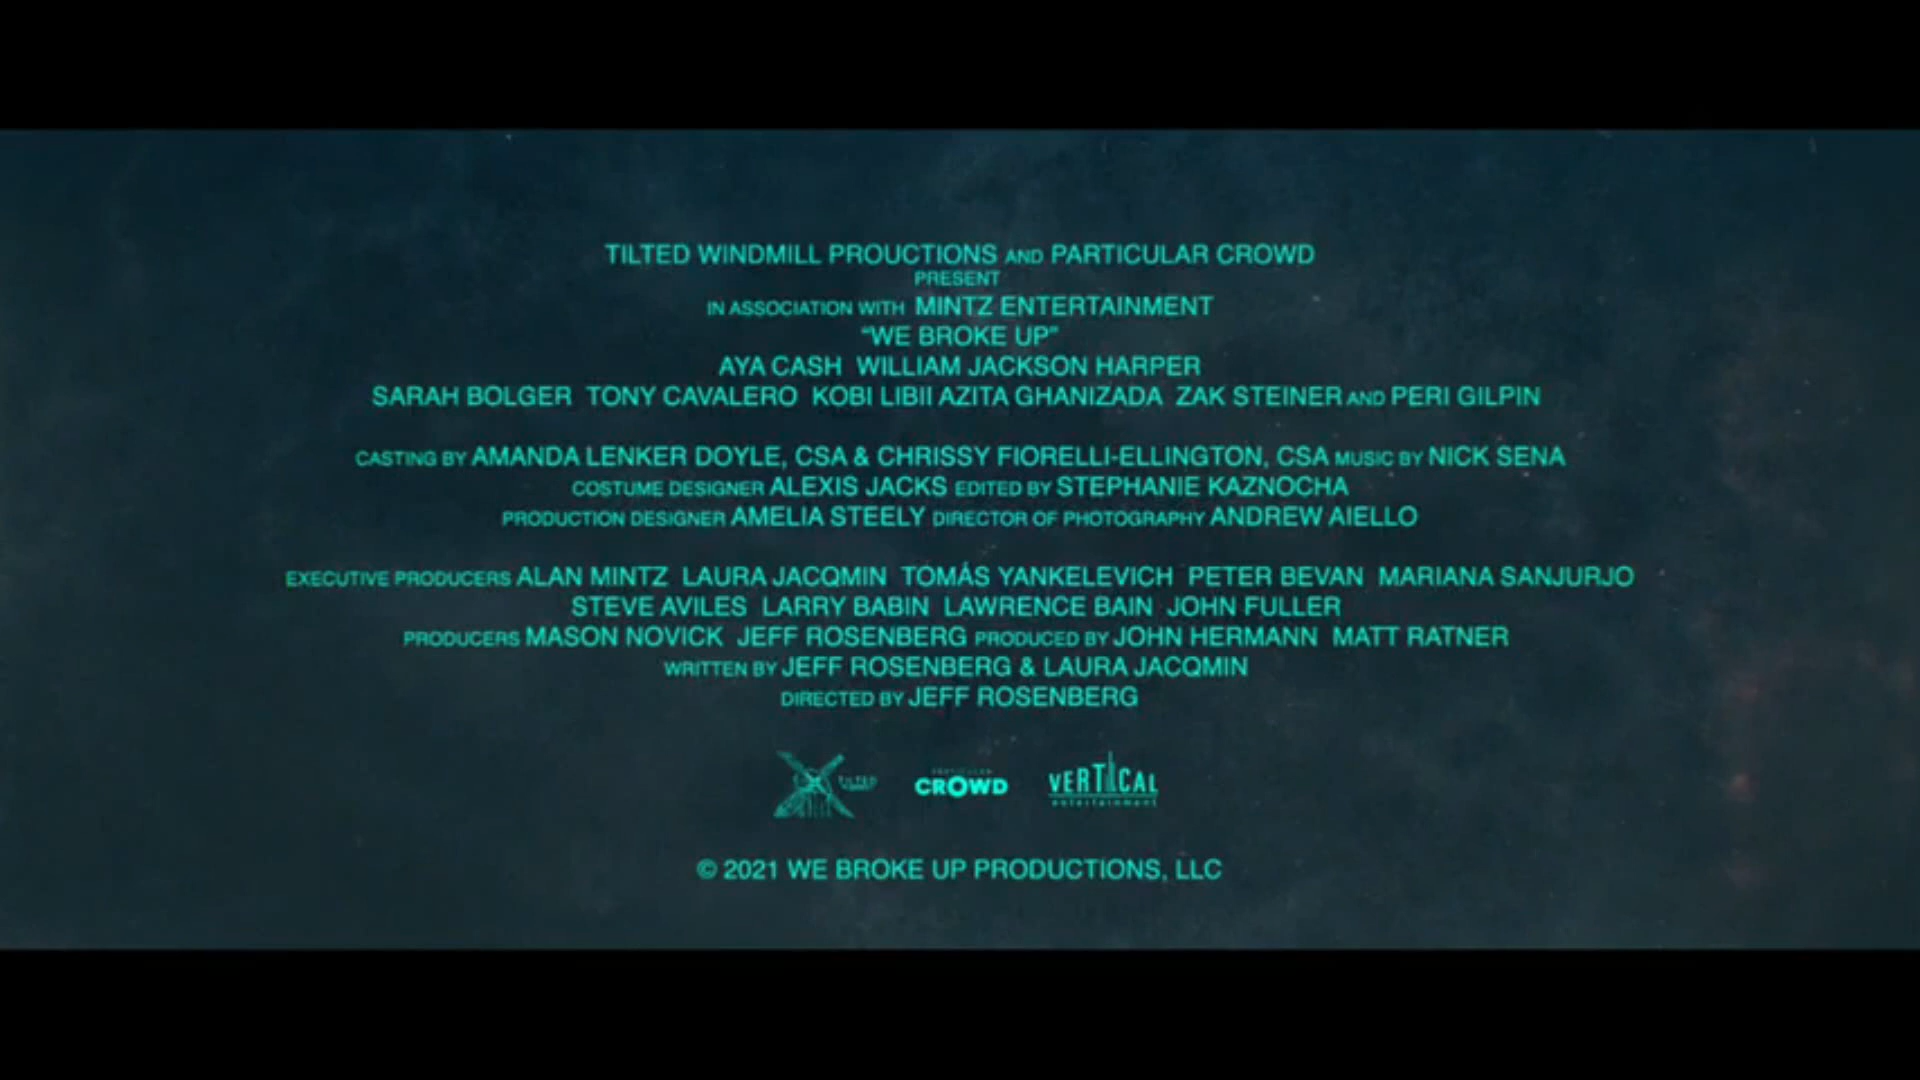 TILTED WINDMILL PROUCTIONS AND PARTICULAR CROWD
PRESENT
IN ASSOCIATION WITH MINTZ ENTERTAINMENT
“WE BROKE UP”
AYA CASH WILLIAM JACKSON HARPER
SARAH BOLGER TONY CAVALERO KOBI LIBII AZITA GHANIZADA ZAK STEINER AND PERI GILPIN
CASTING BY AMANDA LENKER DOYLE, CSA & CHRISSY FIORELLI-ELLINGTON, CSA MUSIC BY NICK SENA
COSTUME DESIGNER ALEXIS JACKS EDITED BY STEPHANIE KAZNOCHA
PRODUCTION DESIGNER AMELIA STEELY DIRECTOR OF PHOTOGRAPHY ANDREW AIELLO
EXECUTIVE PRODUCERS ALAN MINTZ LAURA JACQMIN TOMÁS YANKELEVICH PETER BEVAN MARIANA SANJURJO
STEVE AVILES LARRY BABIN LAWRENCE BAIN JOHN FULLER
PRODUCERS MASON NOVICK JEFF ROSENBERG PRODUCED BY JOHN HERMANN MATT RATNER
WRITTEN BY JEFF ROSENBERG & LAURA JACQMIN
DIRECTED BY JEFF ROSENBERG
TILTED
CROWD
VERTICAL
entertainment
© 2021 WE BROKE UP PRODUCTIONS, LLC